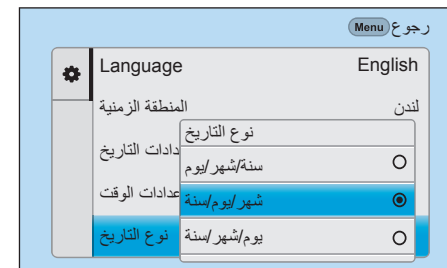 رجوع Menu
Language English
المنطقة الزمنية لندن
نوع التاريخ
دادات التاريخ
سنة/شهر/يوم
عدادات الوقت
شهر/يوم/سنة
نوع التاريخ
يوم/شهر/سنة